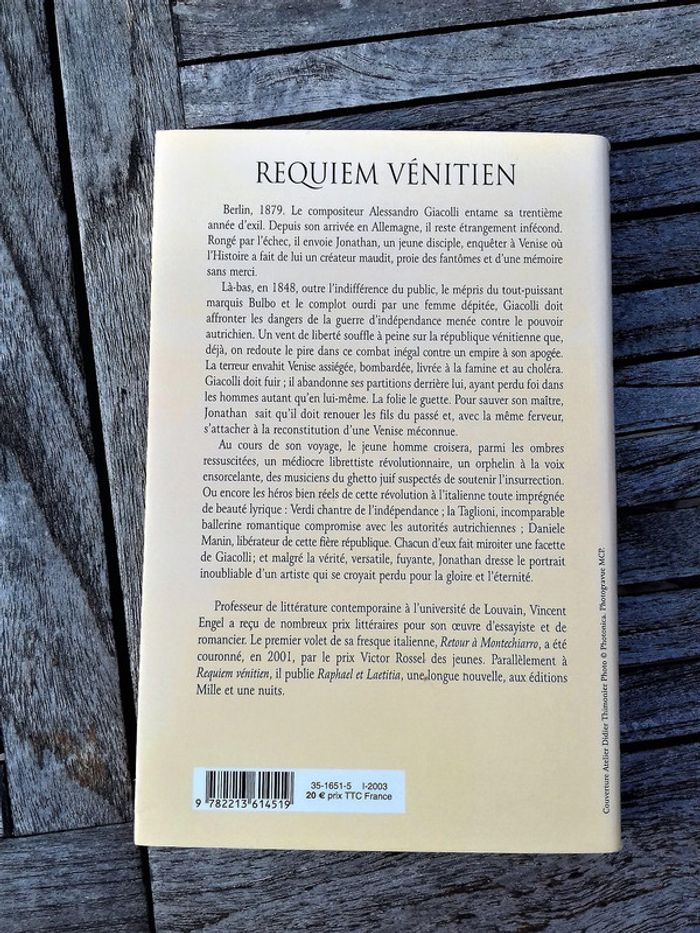 REQUIEM VÉNITIEN
Berlin, 1879. Le compositeur Alessandro Giacolli entame sa trentième
année d'exil. Depuis son arrivée en Allemagne, il reste étrangement infécond.
Rongé par l'échec, il envoie Jonathan, un jeune disciple, enquêter à Venise où
l'Histoire a fait de lui un créateur maudit, proie des fantômes et d'une mémoire
sans merci.
Là-bas, en 1848, outre l'indifférence du public, le mépris du tout-puissant
marquis Bulbo et le complot ourdi par une femme dépitée, Giacolli doit
affronter les dangers de la guerre d'indépendance menée contre le pouvoir
autrichien. Un vent de liberté souffle à peine sur la république vénitienne que,
déjà, on redoute le pire dans ce combat inégal contre un empire à son apogée.
La terreur envahit Venise assiégée, bombardée, livrée à la famine et au choléra.
Giacolli doit fuir ; il abandonne ses partitions derrière lui, ayant perdu foi dans
les hommes autant qu'en lui-même. La folie le guette. Pour sauver son maître,
Jonathan sait qu'il doit renouer les fils du passé et, avec la même ferveur,
s'attacher à la reconstitution d'une Venise méconnue.
Au cours de son voyage, le jeune homme croisera, parmi les ombres
ressuscitées, un médiocre librettiste révolutionnaire, un orphelin à la voix
ensorcelante, des musiciens du ghetto juif suspectés de soutenir l'insurrection.
Ou encore les héros bien réels de cette révolution à l'italienne toute imprégnée
de beauté lyrique : Verdi chantre de l'indépendance ; la Taglioni, incomparable
ballerine romantique compromise avec les autorités autrichiennes ; Daniele
Manin, libérateur de cette fière république. Chacun d'eux fait miroiter une facette
de Giacolli ; et malgré la vérité, versatile, fuyante, Jonathan dresse le portrait
inoubliable d'un artiste qui se croyait perdu pour la gloire et l'éternité.
Professeur de littérature contemporaine à l'université de Louvain, Vincent
Engel a reçu de nombreux prix littéraires pour son œuvre d'essayiste et de
romancier. Le premier volet de sa fresque italienne, Retour à Montechiarro, a été
couronné, en 2001, par le prix Victor Rossel des jeunes. Parallèlement à
Requiem vénitien, il publie Raphael et Laetitia, une longue nouvelle, aux éditions
Mille et une nuits.
35-1651-5 I-2003
20 € prix TTC France
9 782213 614519
Couverture Atelier Didier Thimonier Photo © Photonica. Photogravue MCP.